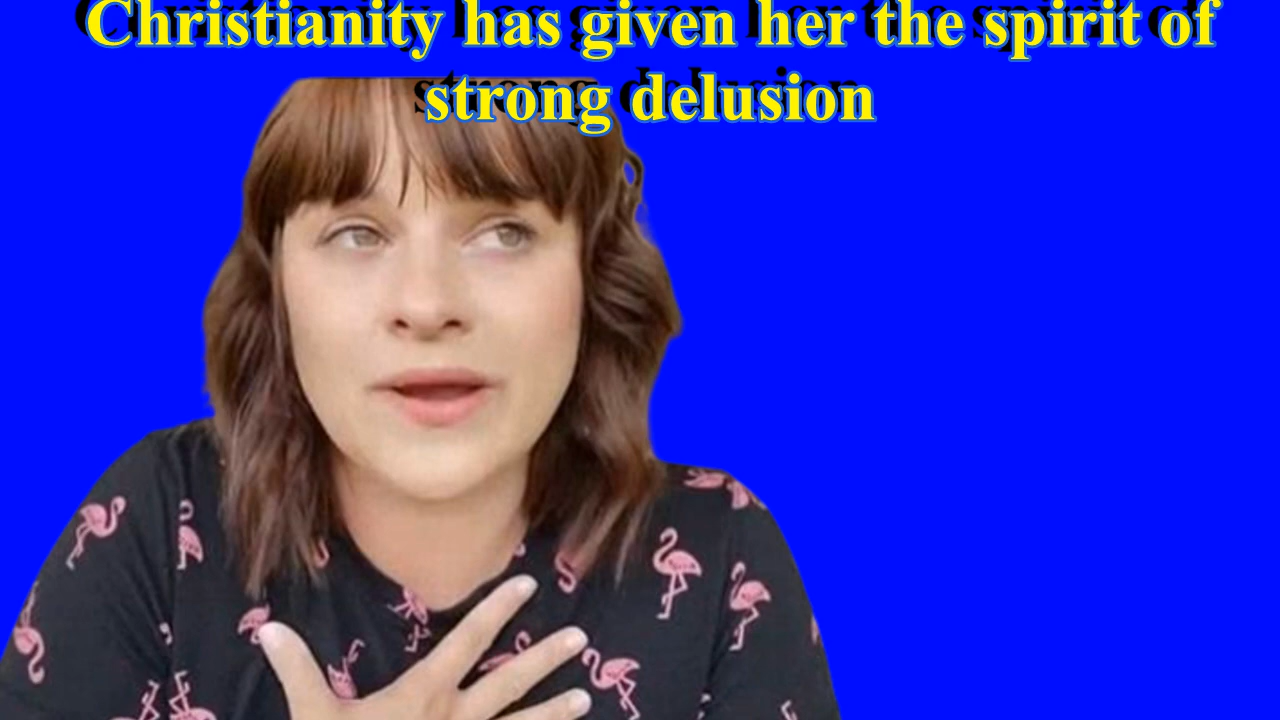 Christianity has given her the spirit of
strong delusion